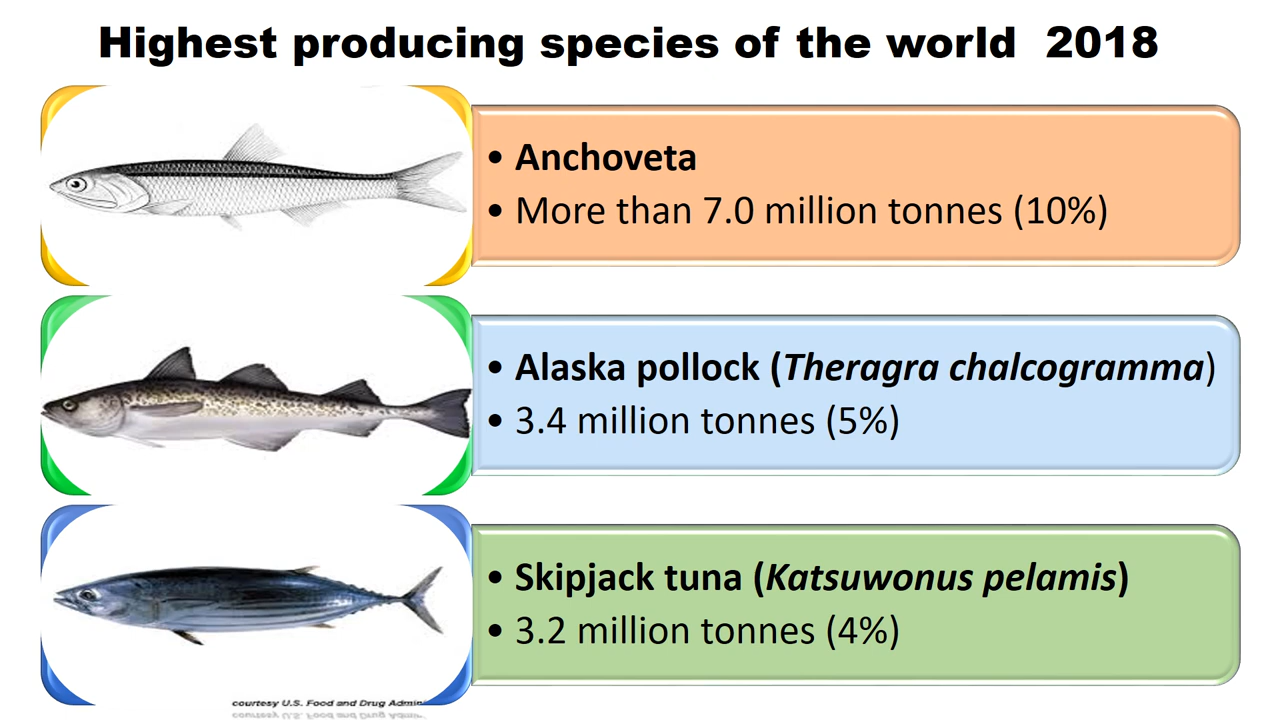 Highest producing species of the world 2018
• Anchoveta
• More than 7.0 million tonnes (10%)
• Alaska pollock (Theragra chalcogramma)
• 3.4 million tonnes (5%)
• Skipjack tuna (Katsuwonus pelamis)
• 3.2 million tonnes (4%)
courtesy U.S. Food and Drug Admin